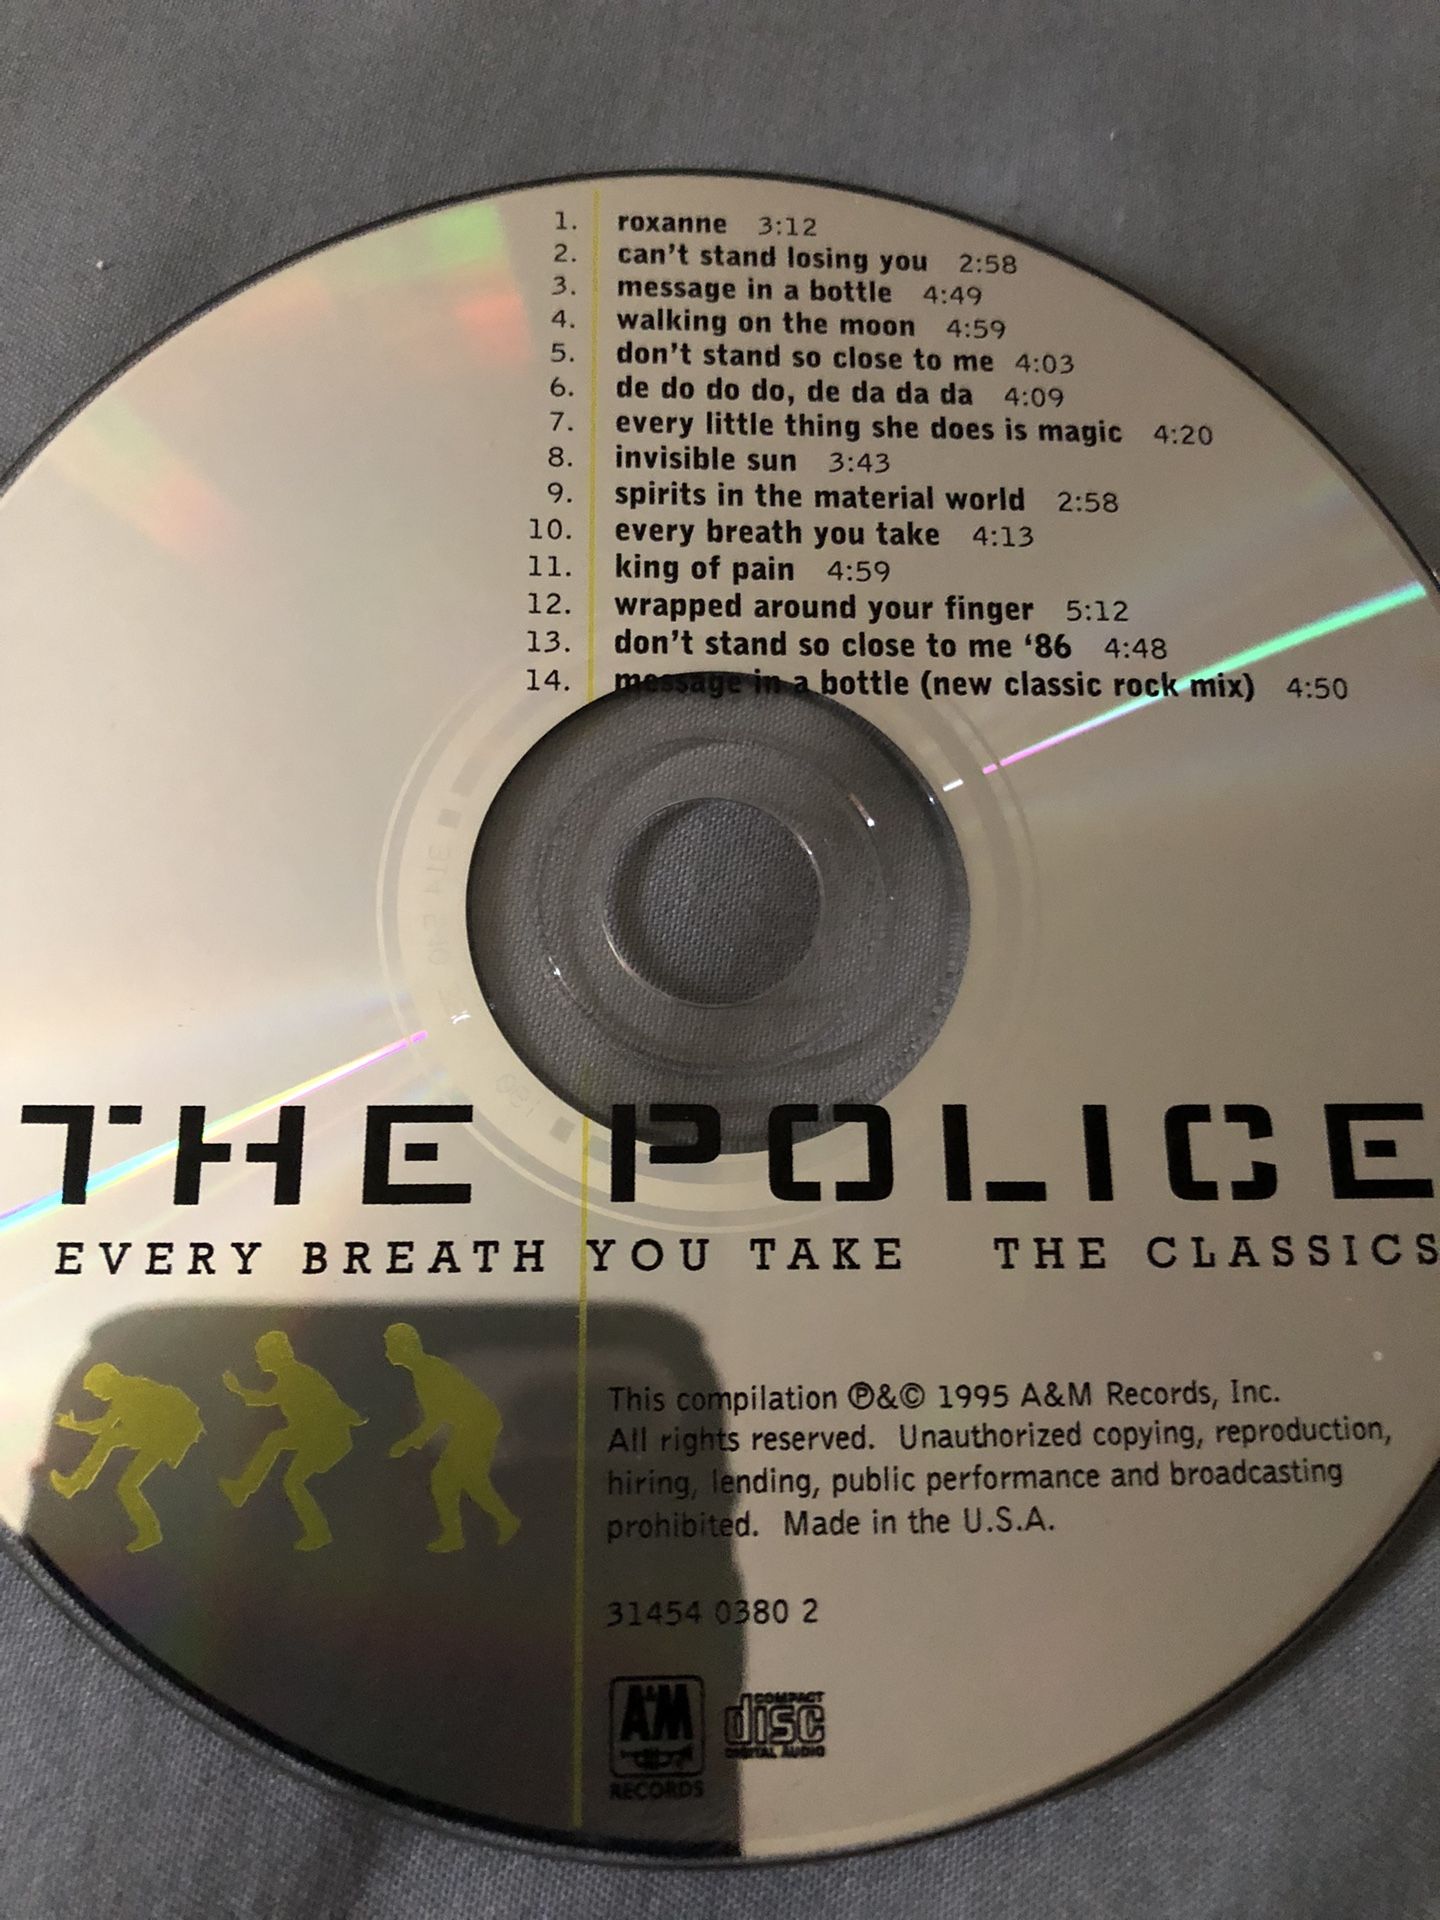 1. roxanne 3:12
2. can't stand losing you 2:58
3. message in a bottle 4:49
4. walking on the moon 4:59
5. don't stand so close to me 4:03
6. de do do do, de da da da 4:09
7. every little thing she does is magic 4:20
8. invisible sun 3:43
9. spirits in the material world 2:58
10. every breath you take 4:13
11. king of pain 4:59
12. wrapped around your finger 5:12
13. don't stand so close to me ‘86 4:48
14. message in a bottle (new classic rock mix) 4:50
THE POLICE
EVERY BREATH YOU TAKE THE CLASSICS
This compilation ℗&© 1995 A&M Records, Inc.
All rights reserved. Unauthorized copying, reproduction,
hiring, lending, public performance and broadcasting
prohibited. Made in the U.S.A.
31454 0380 2
A&M
RECORDS
COMPACT
disc
DIGITAL AUDIO